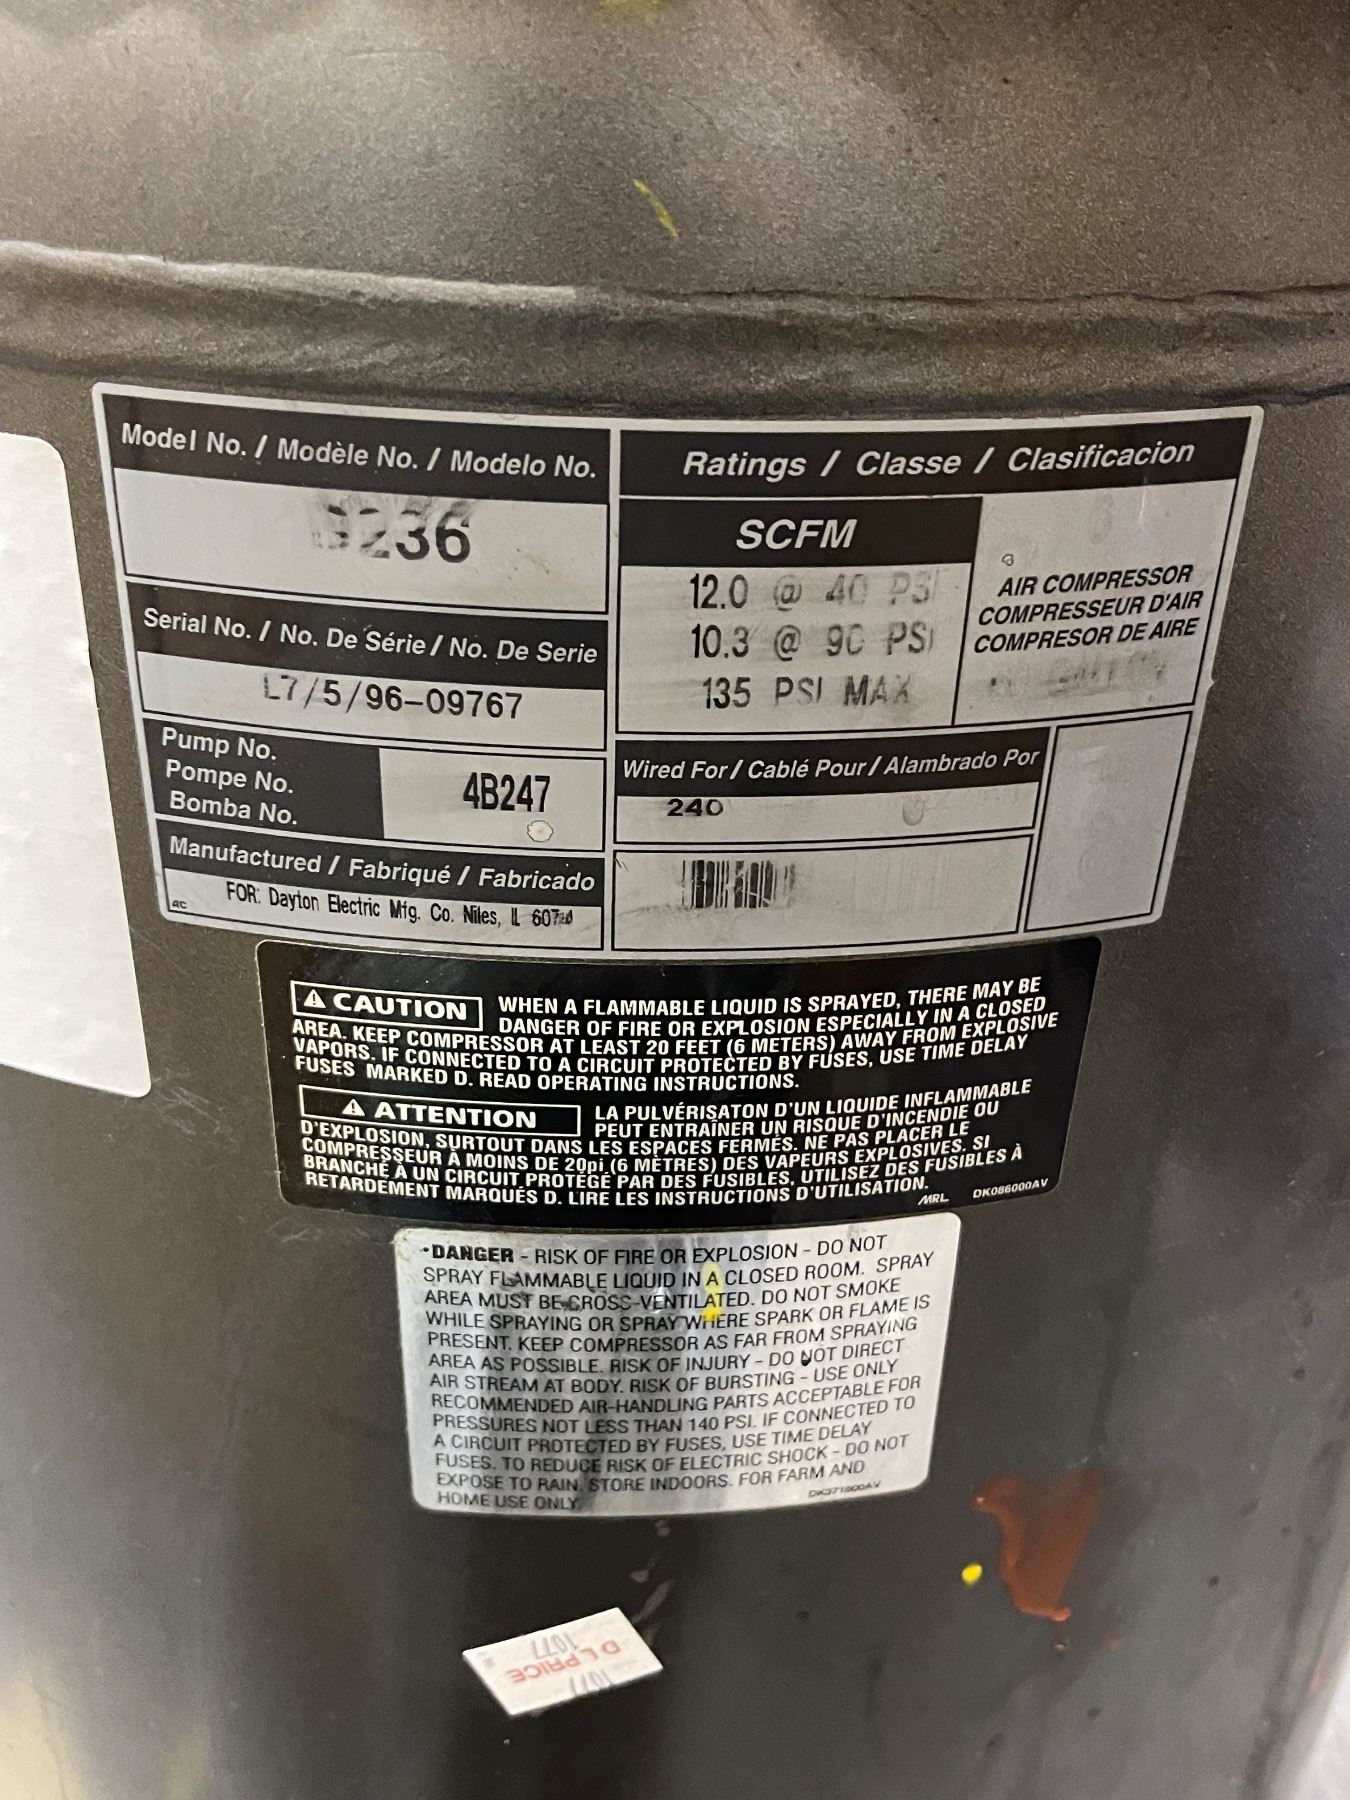 Model No. / Modèle No. / Modelo No.
236
Serial No. / No. De Série / No. De Serie
L7/5/96-09767
Pump No.
Pompe No.
Bomba No.
4B247
Manufactured / Fabriqué / Fabricado
FOR: Dayton Electric Mfg. Co. Niles, IL
Ratings / Classe / Clasificacion
SCFM
12.0 @ 40 PSI
10.3 @ 90 PSI
135 PSI MAX
AIR COMPRESSOR
COMPRESSEUR D'AIR
COMPRESOR DE AIRE
Wired For / Cablé Pour / Alambrado Por
240
CAUTION WHEN A FLAMMABLE LIQUID IS SPRAYED, THERE MAY BE
DANGER OF FIRE OR EXPLOSION ESPECIALLY IN A CLOSED
AREA. KEEP COMPRESSOR AT LEAST 20 FEET (6 METERS) AWAY FROM EXPLOSIVE
VAPORS. IF CONNECTED TO A CIRCUIT PROTECTED BY FUSES, USE TIME DELAY
FUSES MARKED D. READ OPERATING INSTRUCTIONS.
ATTENTION LA PULVÉRISATON D'UN LIQUIDE INFLAMMABLE
PEUT ENTRAÎNER UN RISQUE D'INCENDIE OU
D'EXPLOSION, SURTOUT DANS LES ESPACES FERMÉS. NE PAS PLACER LE
COMPRESSEUR À MOINS DE 20pi (6 MÈTRES) DES VAPEURS EXPLOSIVES. SI
BRANCHÉ À UN CIRCUIT PROTÉGÉ PAR DES FUSIBLES, UTILISEZ DES FUSIBLES À
RETARDEMENT MARQUÉS D. LIRE LES INSTRUCTIONS D'UTILISATION.
MRL DK086000AV
•DANGER - RISK OF FIRE OR EXPLOSION - DO NOT
SPRAY FLAMMABLE LIQUID IN A CLOSED ROOM. SPRAY
AREA MUST BE CROSS-VENTILATED. DO NOT SMOKE
WHILE SPRAYING OR SPRAY WHERE SPARK OR FLAME IS
PRESENT. KEEP COMPRESSOR AS FAR FROM SPRAYING
AREA AS POSSIBLE. RISK OF INJURY - DO NOT DIRECT
AIR STREAM AT BODY. RISK OF BURSTING - USE ONLY
RECOMMENDED AIR-HANDLING PARTS ACCEPTABLE FOR
PRESSURES NOT LESS THAN 140 PSI. IF CONNECTED TO
A CIRCUIT PROTECTED BY FUSES, USE TIME DELAY
FUSES. TO REDUCE RISK OF ELECTRIC SHOCK - DO NOT
EXPOSE TO RAIN. STORE INDOORS. FOR FARM AND
HOME USE ONLY.
1077
D L PRICE
1077